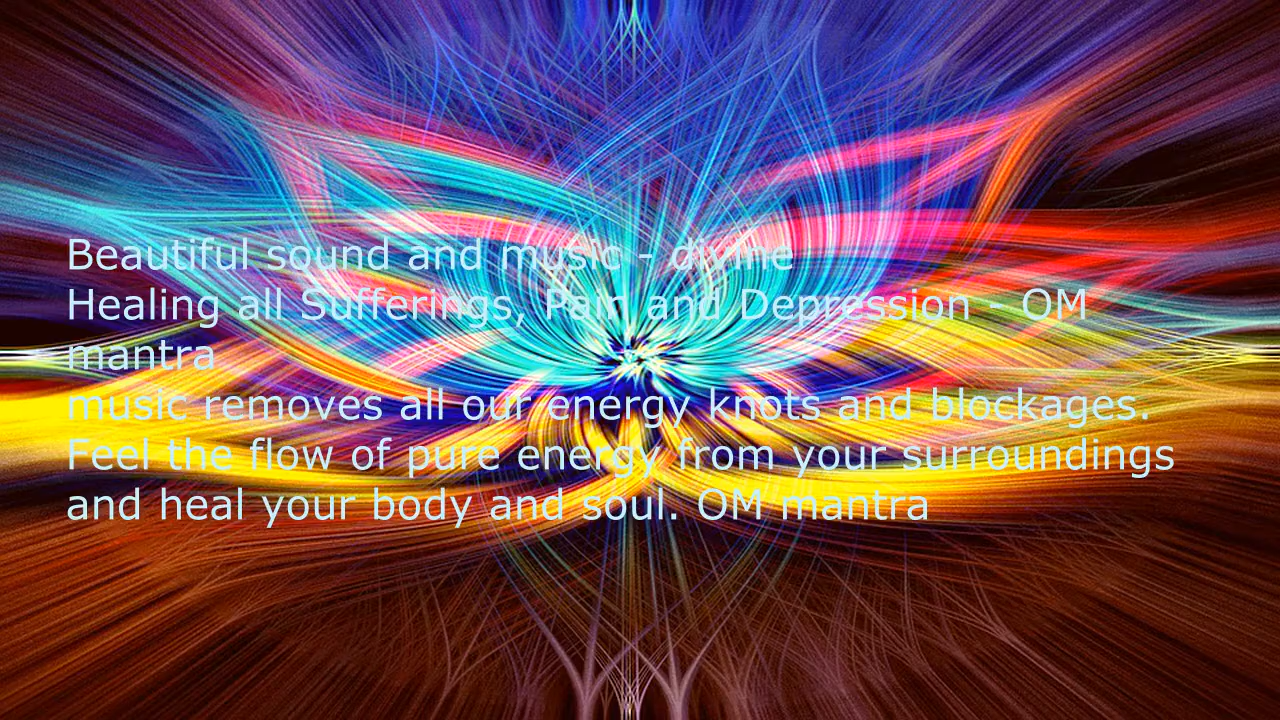 Beautiful sound and music - divine
Healing all Sufferings, Pain and Depression - OM
mantra
music removes all our energy knots and blockages.
Feel the flow of pure energy from your surroundings
and heal your body and soul. OM mantra